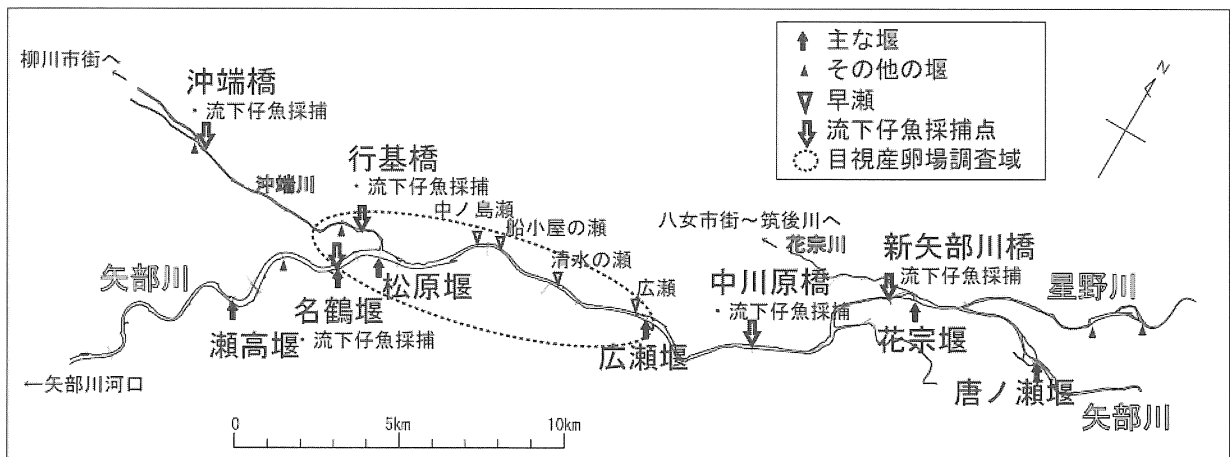 柳川市街へ
沖端橋
・流下仔魚採捕
行基橋
・流下仔魚採捕
沖端川
中ノ島瀬
船小屋の瀬
清水の瀬
広瀬
八女市街～筑後川へ
花宗川
新矢部川橋
流下仔魚採捕
中川原橋
・流下仔魚採捕
星野川
矢部川
松原堰
名鶴堰
・流下仔魚採捕
瀬高堰
広瀬堰
花宗堰
唐ノ瀬堰
矢部川
←矢部川河口
0 5km 10km
主な堰
その他の堰
早瀬
流下仔魚採捕点
目視産卵場調査域
N